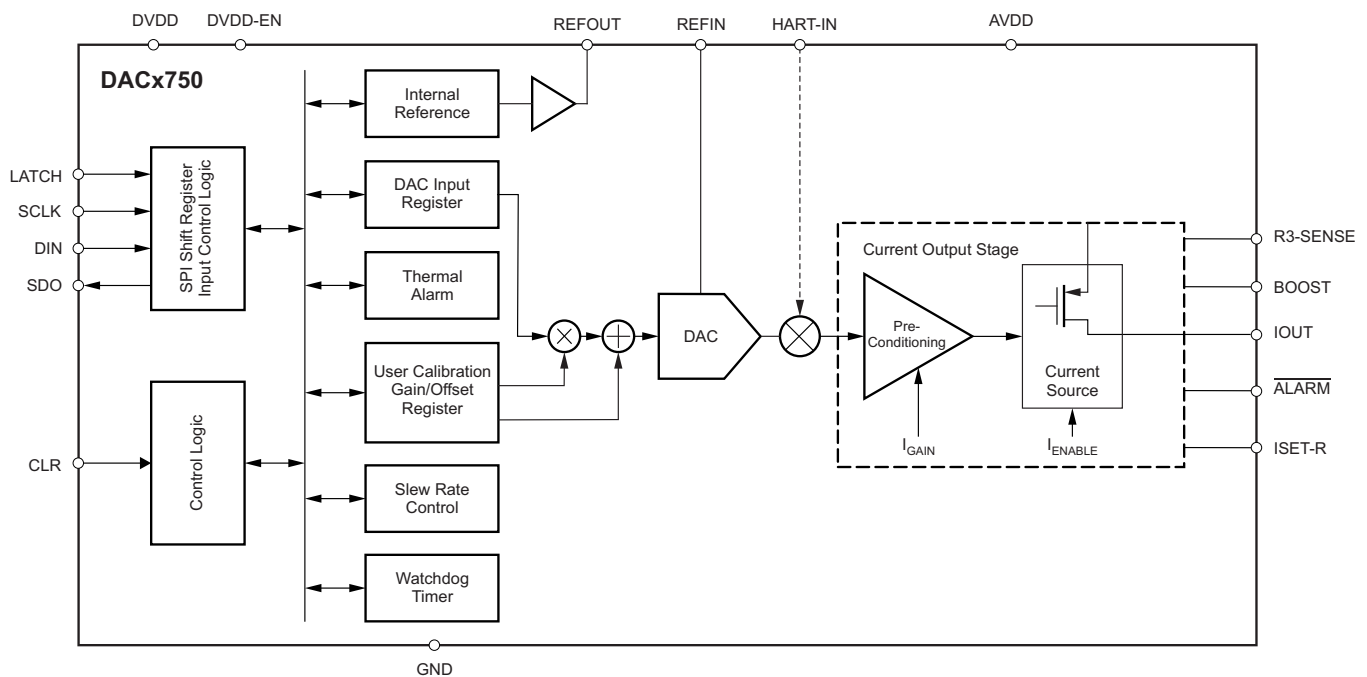 DVDD
DVDD-EN
REFOUT
REFIN
HART-IN
AVDD
DACx750
Internal
Reference
LATCH
SCLK
DIN
SDO
SPI Shift Register
Input Control Logic
DAC Input
Register
Thermal
Alarm
User Calibration
Gain/Offset
Register
DAC
Current Output Stage
Pre-
Conditioning
Current
Source
IGAIN
IENABLE
R3-SENSE
BOOST
IOUT
ALARM
ISET-R
CLR
Control Logic
Slew Rate
Control
Watchdog
Timer
GND